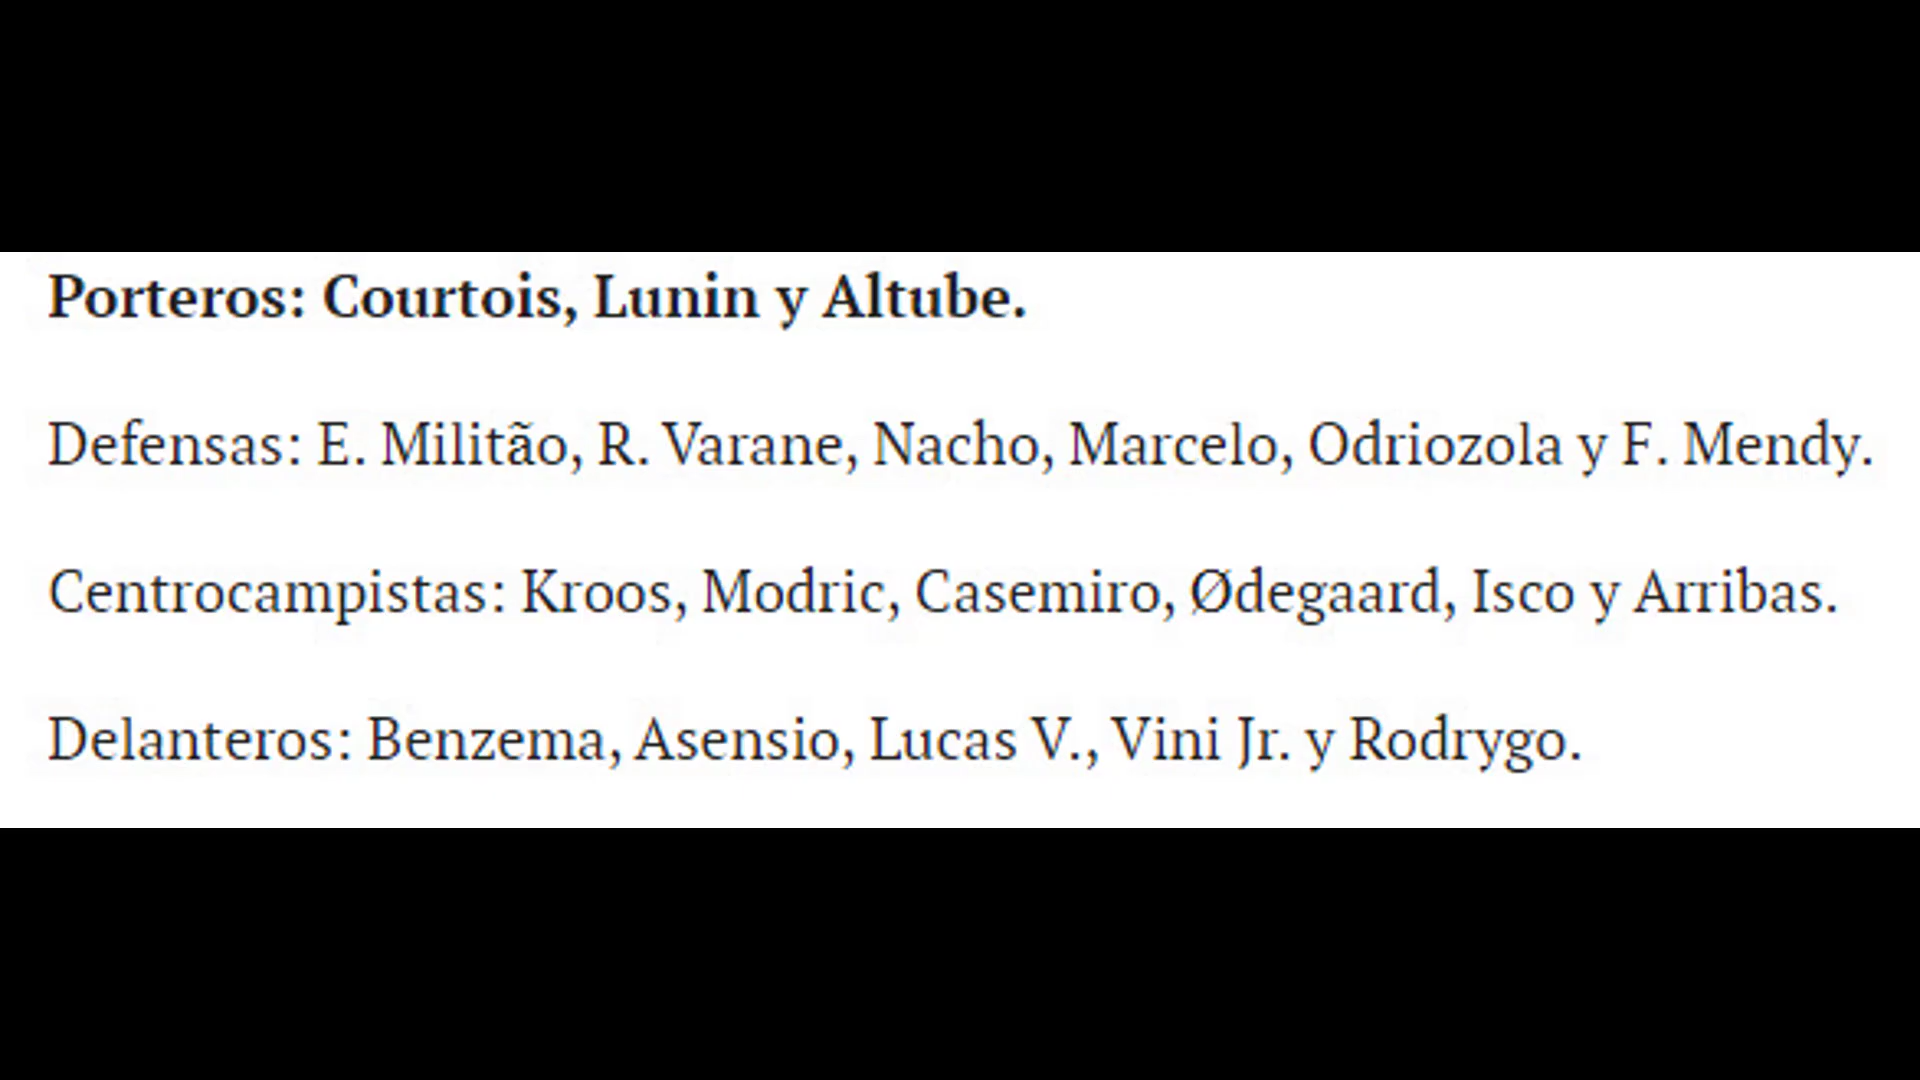 Porteros: Courtois, Lunin y Altube.
Defensas: E. Militão, R. Varane, Nacho, Marcelo, Odriozola y F. Mendy.
Centrocampistas: Kroos, Modric, Casemiro, Ødegaard, Isco y Arribas.
Delanteros: Benzema, Asensio, Lucas V., Vini Jr. y Rodrygo.